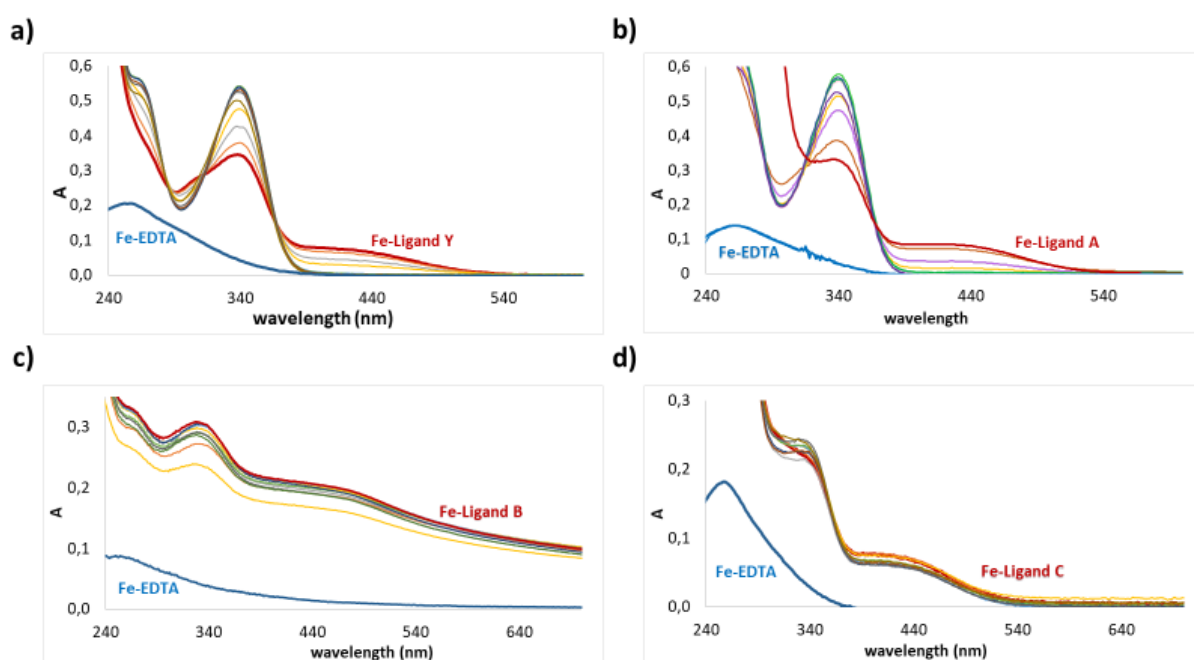 a)
0,6
0,5
0,4
0,3
0,2
0,1
0,0
A
Fe-EDTA
Fe-Ligand Y
240 340 440 540
wavelength (nm)
b)
0,6
0,5
0,4
0,3
0,2
0,1
0
A
Fe-EDTA
Fe-Ligand A
240 340 440 540
wavelength
c)
0,3
0,2
0,1
0,0
A
Fe-Ligand B
Fe-EDTA
240 340 440 540 640
wavelength (nm)
d)
0,3
0,2
0,1
0,0
A
Fe-EDTA
Fe-Ligand C
240 340 440 540 640
wavelength (nm)